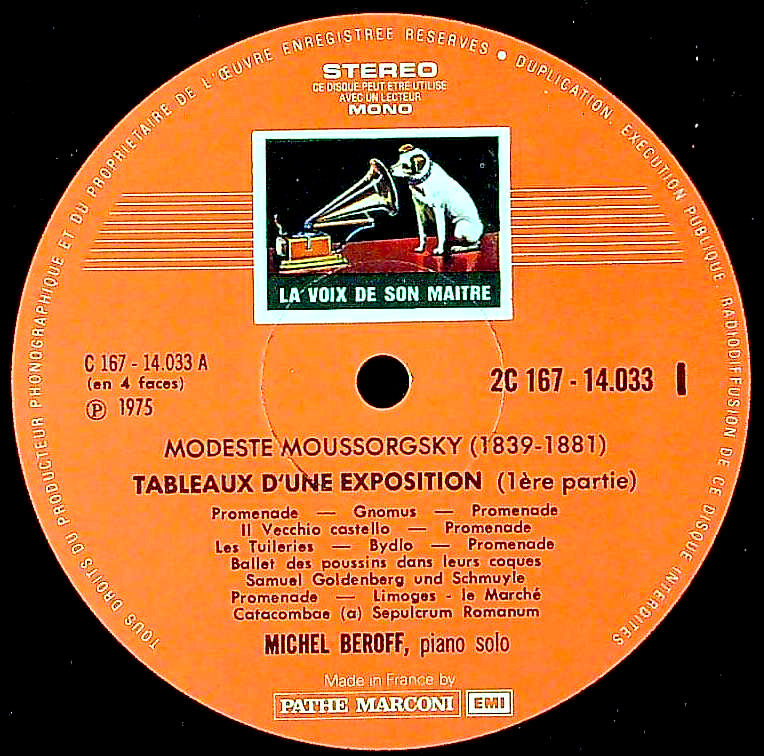 TOUS DROITS DU PRODUCTEUR PHONOGRAPHIQUE ET DU PROPRIETAIRE DE L'ŒUVRE ENREGISTREE RESERVES • DUPLICATION, EXECUTION PUBLIQUE, RADIODIFFUSION DE CE DISQUE INTERDITES
STEREO
CE DISQUE PEUT ETRE UTILISE
AVEC UN LECTEUR
MONO
LA VOIX DE SON MAITRE
C 167 - 14.033 A
(en 4 faces)
℗ 1975
2C 167 - 14.033 I
MODESTE MOUSSORGSKY (1839-1881)
TABLEAUX D'UNE EXPOSITION (1ère partie)
Promenade — Gnomus — Promenade
Il Vecchio castello — Promenade
Les Tuileries — Bydlo — Promenade
Ballet des poussins dans leurs coques
Samuel Goldenberg und Schmuyle
Promenade — Limoges - le Marché
Catacombae (a) Sepulcrum Romanum
MICHEL BEROFF, piano solo
Made in France by
PATHE MARCONI EMI